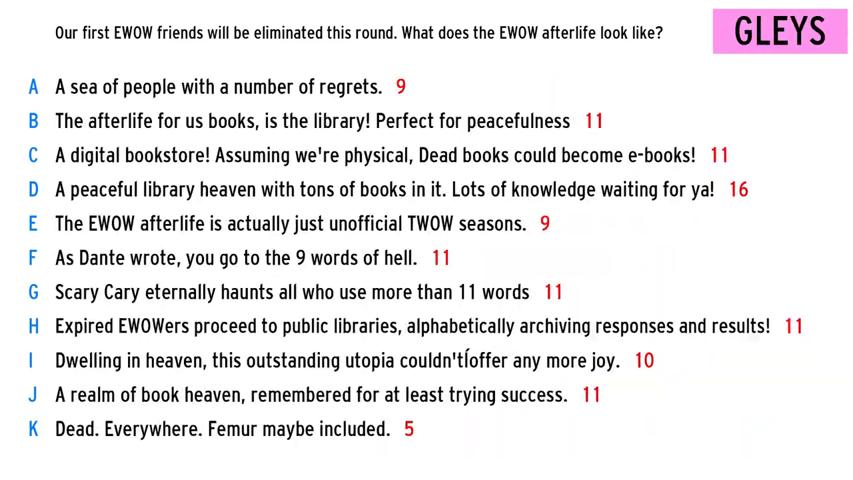 Our first EWOW friends will be eliminated this round. What does the EWOW afterlife look like?
GLEYS
A A sea of people with a number of regrets. 9
B The afterlife for us books, is the library! Perfect for peacefulness 11
C A digital bookstore! Assuming we're physical, Dead books could become e-books! 11
D A peaceful library heaven with tons of books in it. Lots of knowledge waiting for ya! 16
E The EWOW afterlife is actually just unofficial TWOW seasons. 9
F As Dante wrote, you go to the 9 words of hell. 11
G Scary Cary eternally haunts all who use more than 11 words 11
H Expired EWOWers proceed to public libraries, alphabetically archiving responses and results! 11
I Dwelling in heaven, this outstanding utopia couldn'tÍoffer any more joy. 10
J A realm of book heaven, remembered for at least trying success. 11
K Dead. Everywhere. Femur maybe included. 5